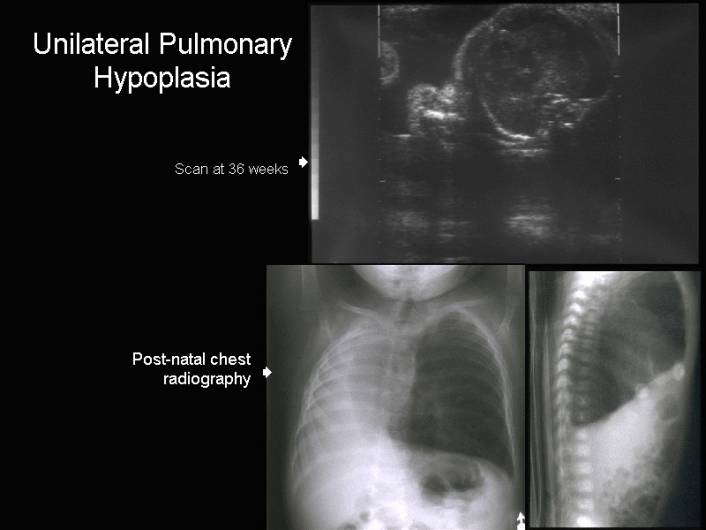 Unilateral Pulmonary
Hypoplasia
Scan at 36 weeks
Post-natal chest
radiography